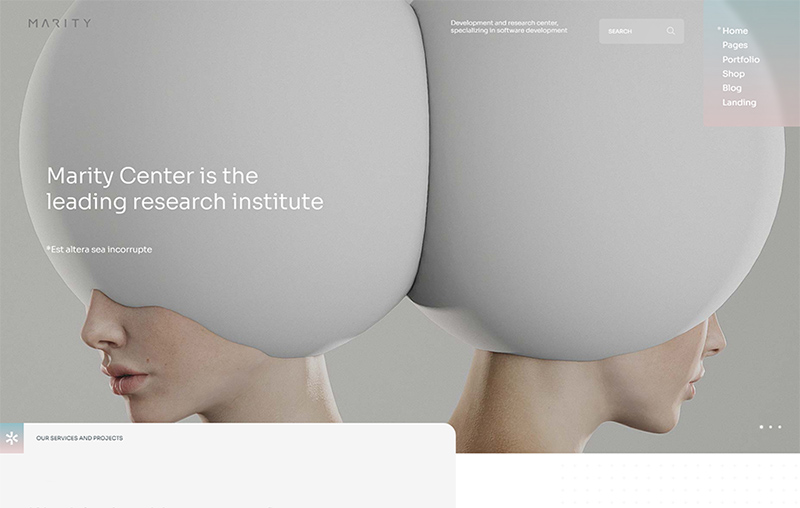 MARITY
Development and research center,
specialtzing in software development
SEARCH
* Home
Pages
Portfolio
Shop
Blog
Landing
Marity Center is the
leading research institute
*Est altera sea incorrupte
OUR SERVICES AND PROJECTS